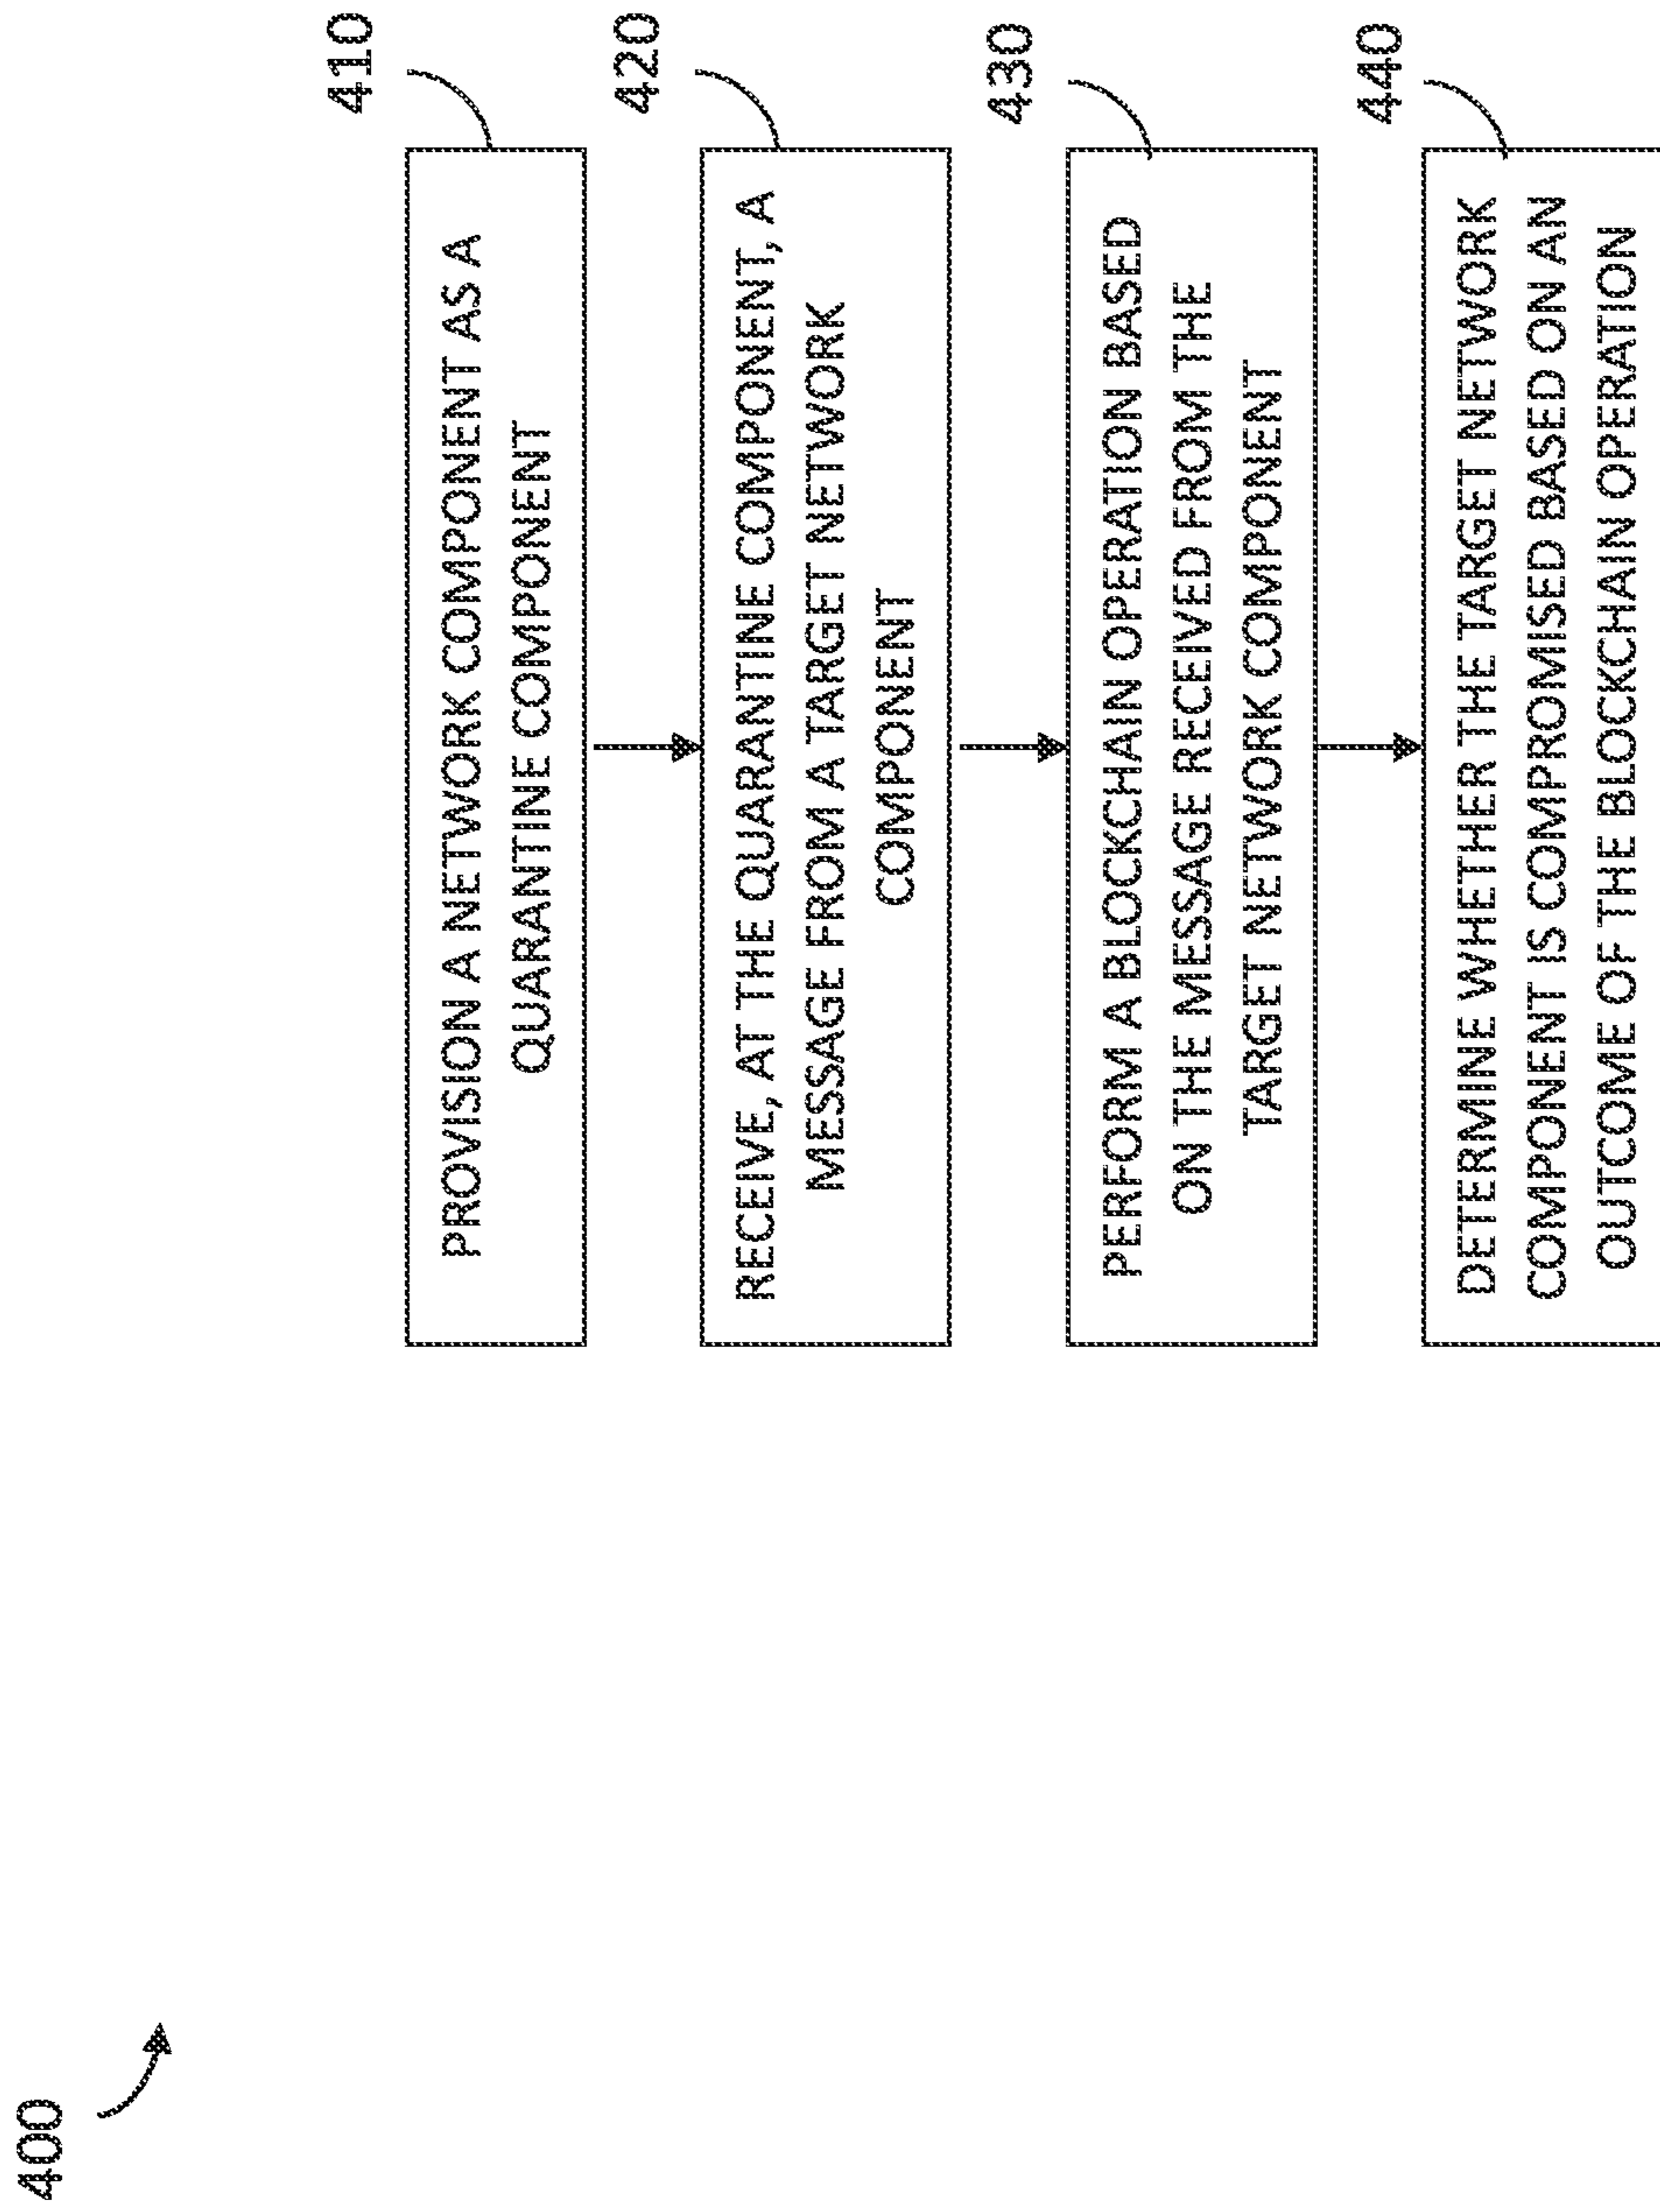 400
410
PROVISION A NETWORK COMPONENT AS A
QUARANTINE COMPONENT
420
RECEIVE, AT THE QUARANTINE COMPONENT, A
MESSAGE FROM A TARGET NETWORK
COMPONENT
430
PERFORM A BLOCKCHAIN OPERATION BASED
ON THE MESSAGE RECEIVED FROM THE
TARGET NETWORK COMPONENT
440
DETERMINE WHETHER THE TARGET NETWORK
COMPONENT IS COMPROMISED BASED ON AN
OUTCOME OF THE BLOCKCHAIN OPERATION